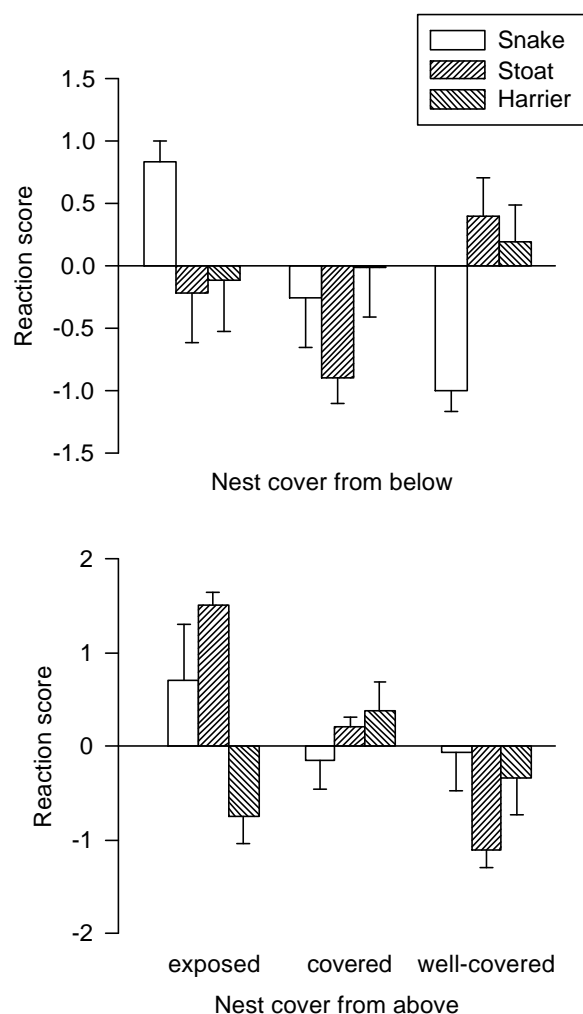 Snake
Stoat
Harrier
1.5
1.0
0.5
0.0
-0.5
-1.0
-1.5
Reaction score
Nest cover from below
2
1
0
-1
-2
Reaction score
exposed covered well-covered
Nest cover from above